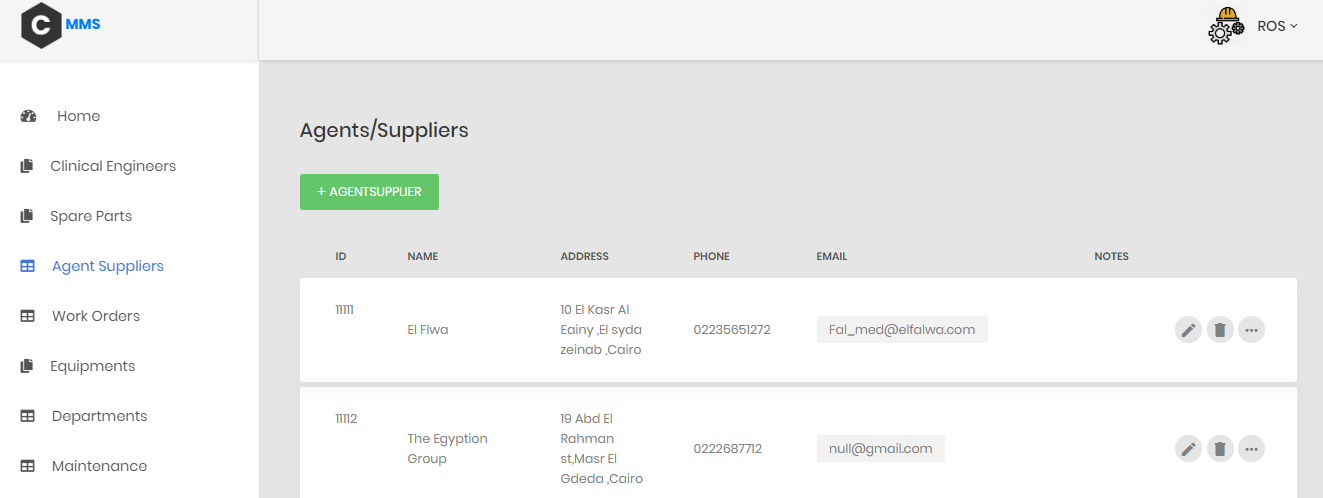 C MMS
ROS
Home
Clinical Engineers
Spare Parts
Agent Suppliers
Work Orders
Equipments
Departments
Maintenance
Agents/Suppliers
+ AGENTSUPPLIER
ID NAME ADDRESS PHONE EMAIL NOTES
11111
El Flwa
10 El Kasr Al
Eainy ,El syda
zeinab ,Cairo
02235651272
Fal_med@elfalwa.com
11112
The Egyption
Group
19 Abd El
Rahman
st,Masr El
Gdeda ,Cairo
0222687712
null@gmail.com